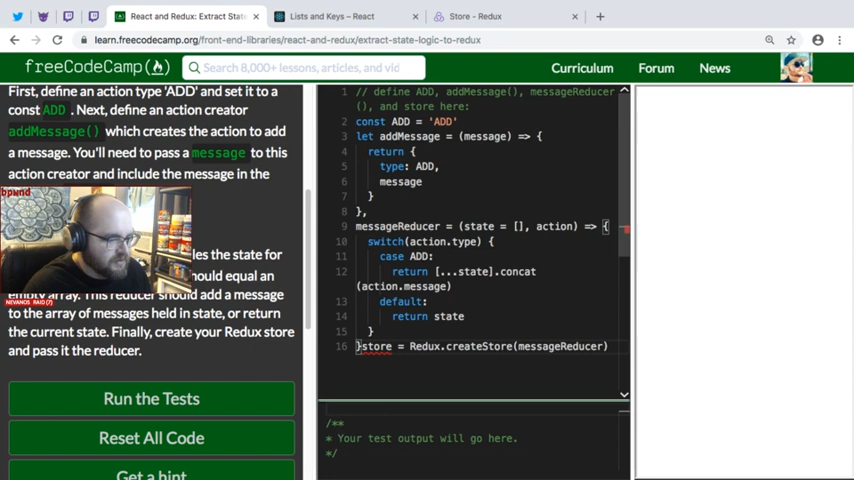 React and Redux: Extract Stat
Lists and Keys – React
Store - Redux
learn.freecodecamp.org/front-end-libraries/react-and-redux/extract-state-logic-to-redux
freeCodeCamp
Search 8,000+ lessons, articles, and vid
Curriculum
Forum
News
First, define an action type 'ADD' and set it to a
const ADD . Next, define an action creator
addMessage() which creates the action to add
a message. You'll need to pass a message to this
action creator and include the message in the
bpwnd
les the state for
hould equal an
NEVANOS RAID (7)
empty array. This reducer should add a message
to the array of messages held in state, or return
the current state. Finally, create your Redux store
and pass it the reducer.
Run the Tests
Reset All Code
Get a hint
1 // define ADD, addMessage(), messageReducer
(), and store here:
2 const ADD = 'ADD'
3 let addMessage = (message) => {
4 return {
5 type: ADD,
6 message
7 }
8 },
9 messageReducer = (state = [], action) => {
10 switch(action.type) {
11 case ADD:
12 return [...state].concat
(action.message)
13 default:
14 return state
15 }
16 }store = Redux.createStore(messageReducer)
/**
* Your test output will go here.
*/